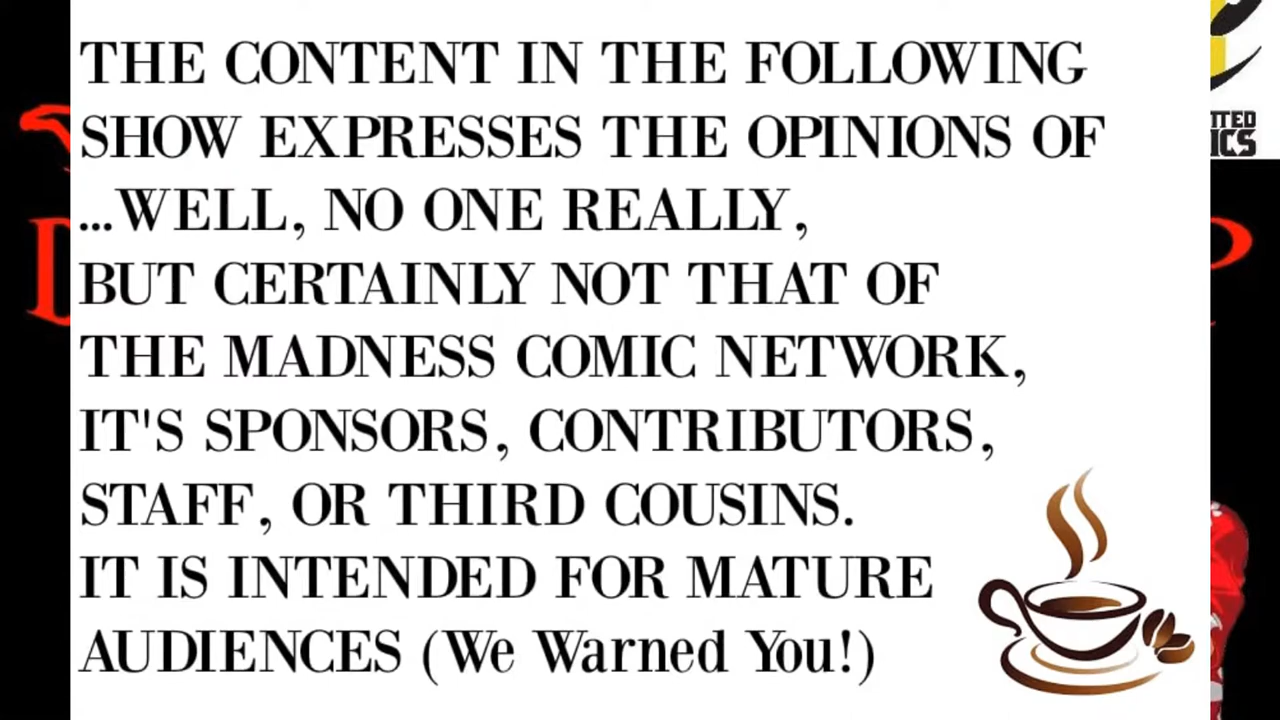 THE CONTENT IN THE FOLLOWING
SHOW EXPRESSES THE OPINIONS OF
...WELL, NO ONE REALLY,
BUT CERTAINLY NOT THAT OF
THE MADNESS COMIC NETWORK,
IT'S SPONSORS, CONTRIBUTORS,
STAFF, OR THIRD COUSINS.
IT IS INTENDED FOR MATURE
AUDIENCES (We Warned You!)